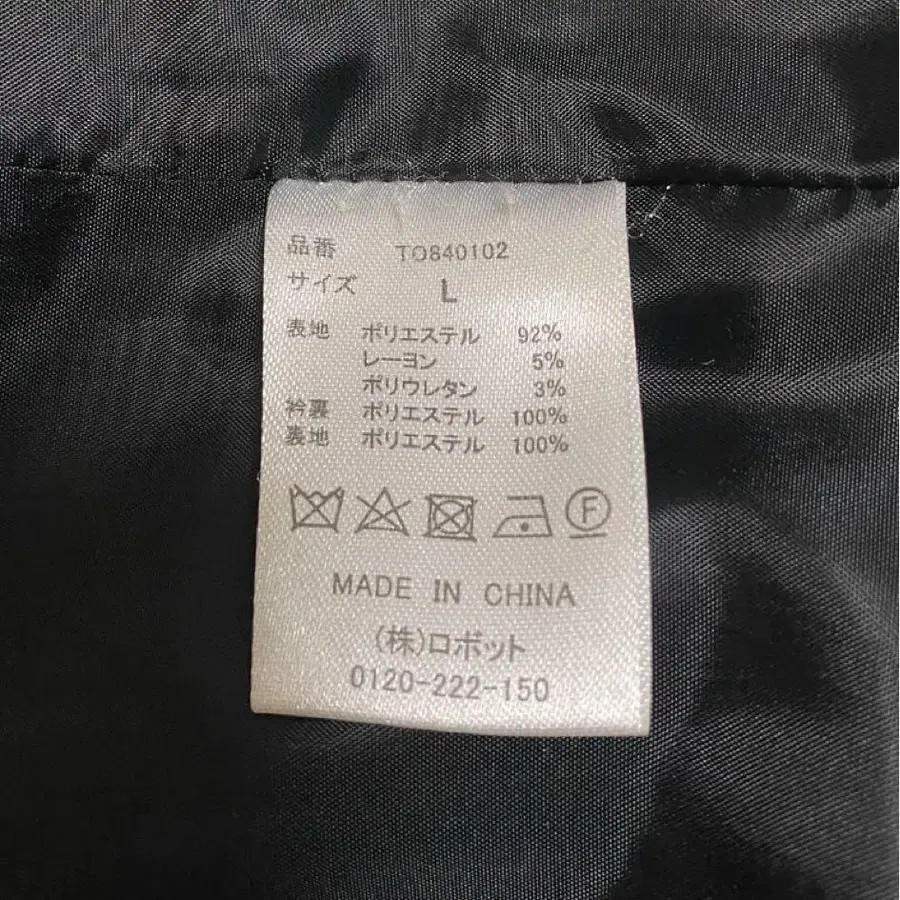 品番 TO840102
サイズ L
表地 ポリエステル 92%
レーヨン 5%
ポリウレタン 3%
衿裏 ポリエステル 100%
表地 ポリエステル 100%
F
MADE IN CHINA
(株)ロボット
0120-222-150